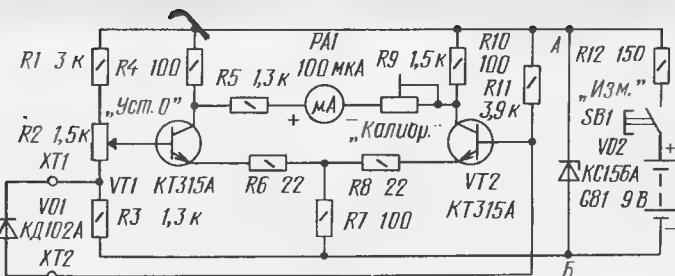 R1 3 к
R4 100
R5 1,3 к
PA1
100 мкА
μA
+
−
R9 1,5 к
R10
100
R11
3,9 к
А
R12 150
„Изм."
SB1
VD2
КС156А
GB1 9 В
+
−
„Уст. 0"
R2 1,5к
„Калибр."
XT1
VT1
КТ315А
R6 22
R8 22
VT2
КТ315А
VD1
КД102А
R3 1,3 к
R7 100
XT2
Б